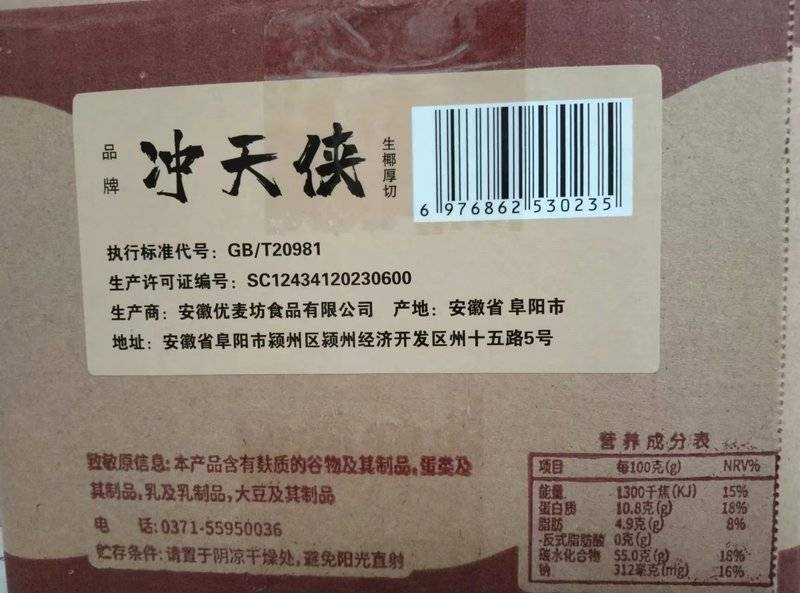 品牌
冲天侠
生椰厚切
6 976862 530235
执行标准代号：GB/T20981
生产许可证编号：SC12434120230600
生产商：安徽优麦坊食品有限公司 产地：安徽省 阜阳市
地址：安徽省阜阳市颍州区颍州经济开发区州十五路5号
致敏原信息:本产品含有麸质的谷物及其制品,蛋类及
其制品,乳及乳制品,大豆及其制品
电 话:0371-55950036
贮存条件:请置于阴凉干燥处,避免阳光直射
营养成分表
项目 每100克(g) NRV%
能量 1300千焦(KJ) 15%
蛋白质 10.8克(g) 18%
脂肪 4.9克(g) 8%
-反式脂肪酸 0克(g)
碳水化合物 55.0克(g) 18%
钠 312毫克(mg) 16%